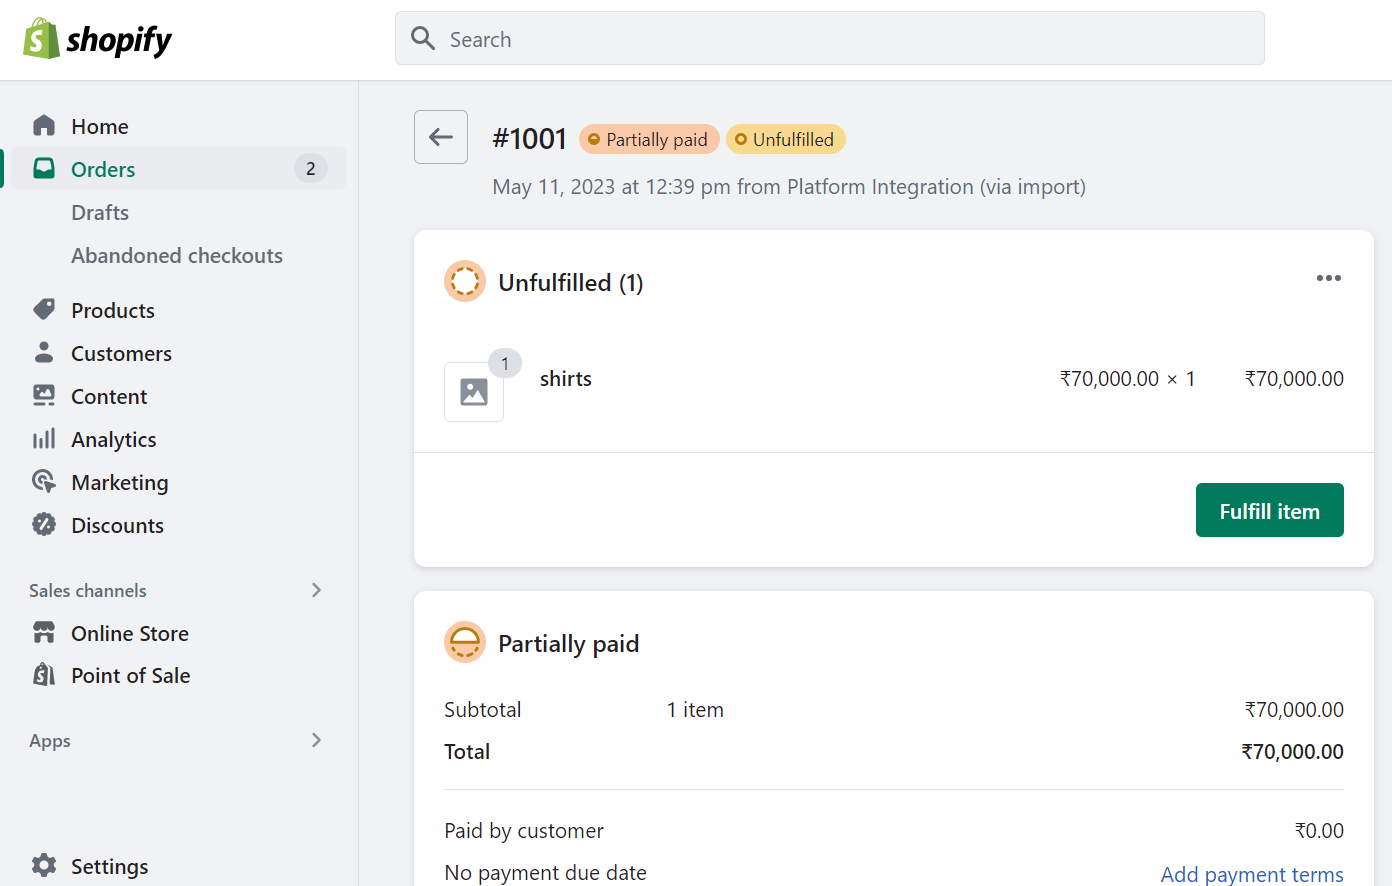 shopify
Search
Home
Orders 2
Drafts
Abandoned checkouts
Products
Customers
Content
Analytics
Marketing
Discounts
Sales channels
Online Store
Point of Sale
Apps
Settings
#1001 Partially paid Unfulfilled
May 11, 2023 at 12:39 pm from Platform Integration (via import)
Unfulfilled (1)
1
shirts ₹70,000.00 × 1 ₹70,000.00
Fulfill item
Partially paid
Subtotal 1 item ₹70,000.00
Total ₹70,000.00
Paid by customer ₹0.00
No payment due date Add payment terms